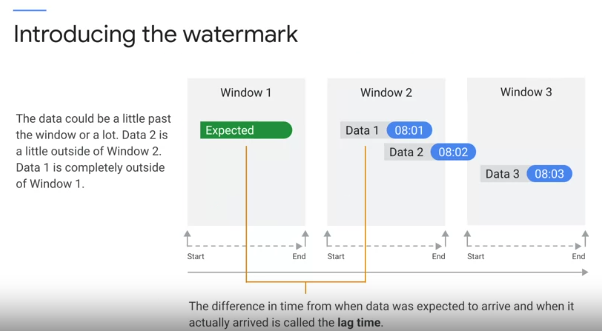 Introducing the watermark
Window 1
Window 2
Window 3
The data could be a little past
the window or a lot. Data 2 is
a little outside of Window 2.
Data 1 is completely outside
of Window 1.
Expected
Data 1 08:01
Data 2 08:02
Data 3 08:03
Start
End
Start
End
Start
End
The difference in time from when data was expected to arrive and when it
actually arrived is called the lag time.